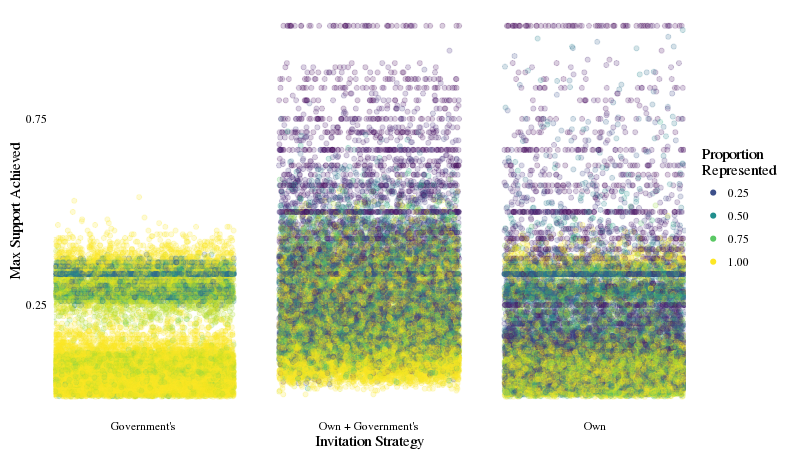 0.75
0.25
Max Support Achieved
Government's
Own + Government's
Own
Invitation Strategy
Proportion
Represented
0.25
0.50
0.75
1.00